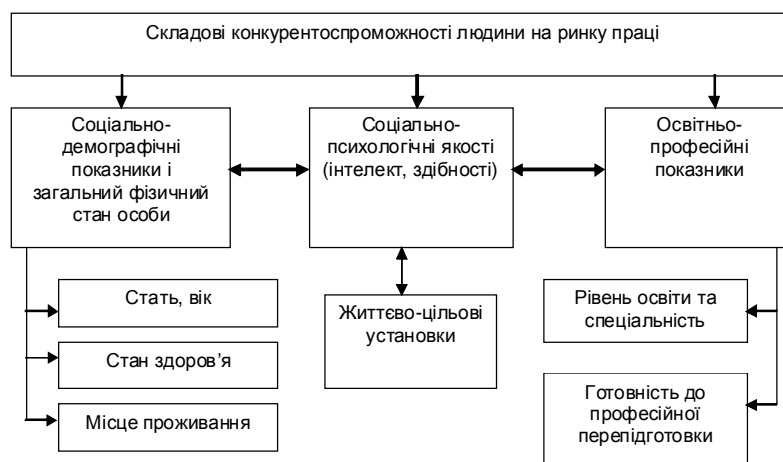 Складові конкурентоспроможності людини на ринку праці
Соціально-
демографічні
показники і
загальний фізичний
стан особи
Соціально-
психологічні якості
(інтелект, здібності)
Освітньо-
професійні
показники
Стать, вік
Стан здоров’я
Місце проживання
Життєво-цільові
установки
Рівень освіти та
спеціальність
Готовність до
професійної
перепідготовки